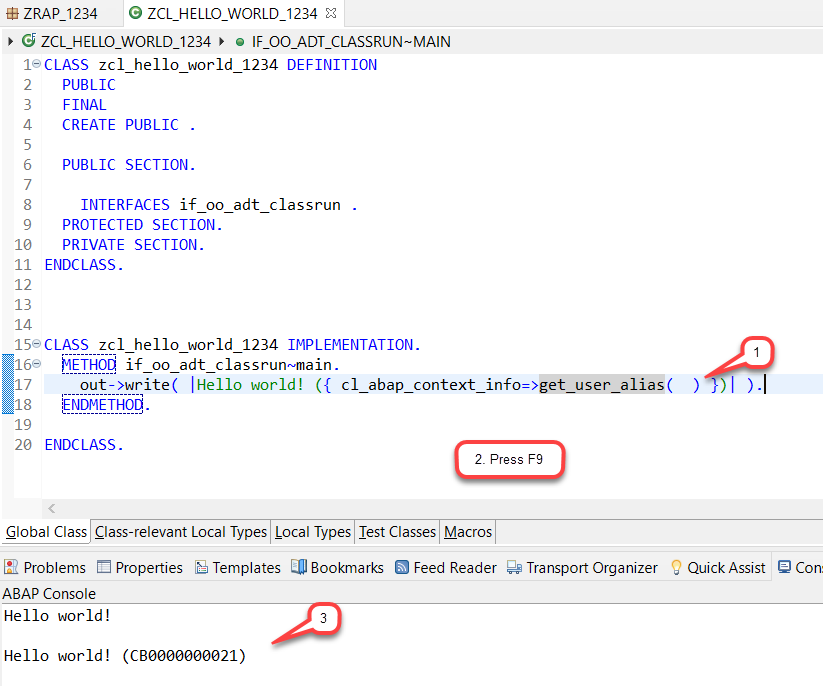 ZRAP_1234 ZCL_HELLO_WORLD_1234
ZCL_HELLO_WORLD_1234 IF_OO_ADT_CLASSRUN~MAIN
1 CLASS zcl_hello_world_1234 DEFINITION
2 PUBLIC
3 FINAL
4 CREATE PUBLIC .
5
6 PUBLIC SECTION.
7
8 INTERFACES if_oo_adt_classrun .
9 PROTECTED SECTION.
10 PRIVATE SECTION.
11 ENDCLASS.
12
13
14
15 CLASS zcl_hello_world_1234 IMPLEMENTATION.
16 METHOD if_oo_adt_classrun~main.
1
17 out->write( |Hello world! ({ cl_abap_context_info=>get_user_alias(  ) })| ).
18 ENDMETHOD.
19
20 ENDCLASS.
2. Press F9
Global Class Class-relevant Local Types Local Types Test Classes Macros
Problems Properties Templates Bookmarks Feed Reader Transport Organizer Quick Assist Con
ABAP Console
Hello world!
3
Hello world! (CB0000000021)